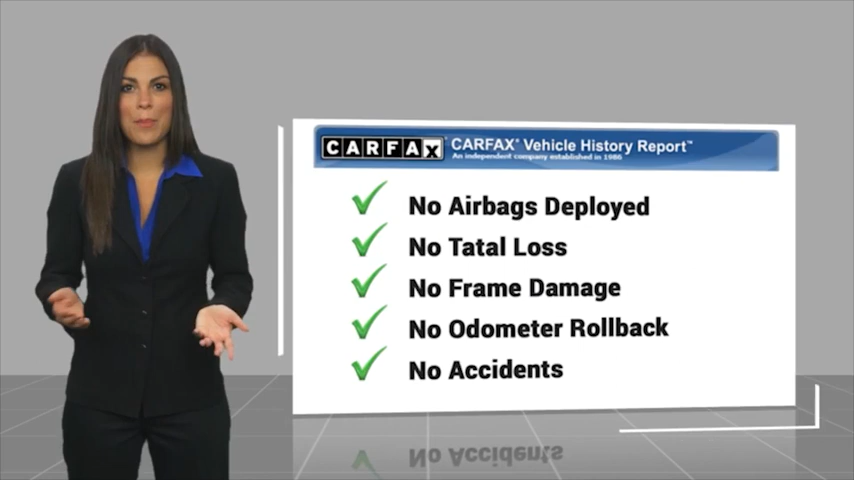 CARFAX CARFAX® Vehicle History Report™
An independent company established in 1986
No Airbags Deployed
No Tatal Loss
No Frame Damage
No Odometer Rollback
No Accidents
No Accidents